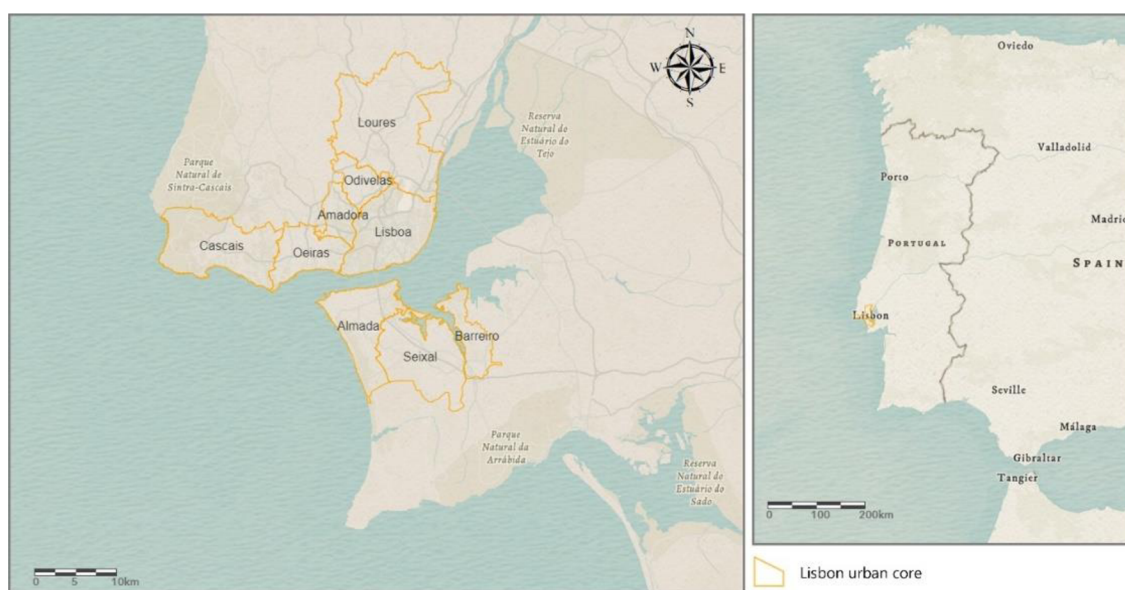 N
W E
S
Loures
Reserva
Natural do
Estuário do
Tejo
Parque
Natural de
Sintra-Cascais
Odivelas
Amadora
Lisboa
Cascais
Oeiras
Almada
Barreiro
Seixal
Parque
Natural da
Arrábida
Reserva
Natural do
Estuário do
Sado
0 5 10km
Oviedo
Valladolid
Porto
Madri
PORTUGAL
SPAIN
Lisbon
Seville
Málaga
Gibraltar
Tangier
0 100 200km
Lisbon urban core